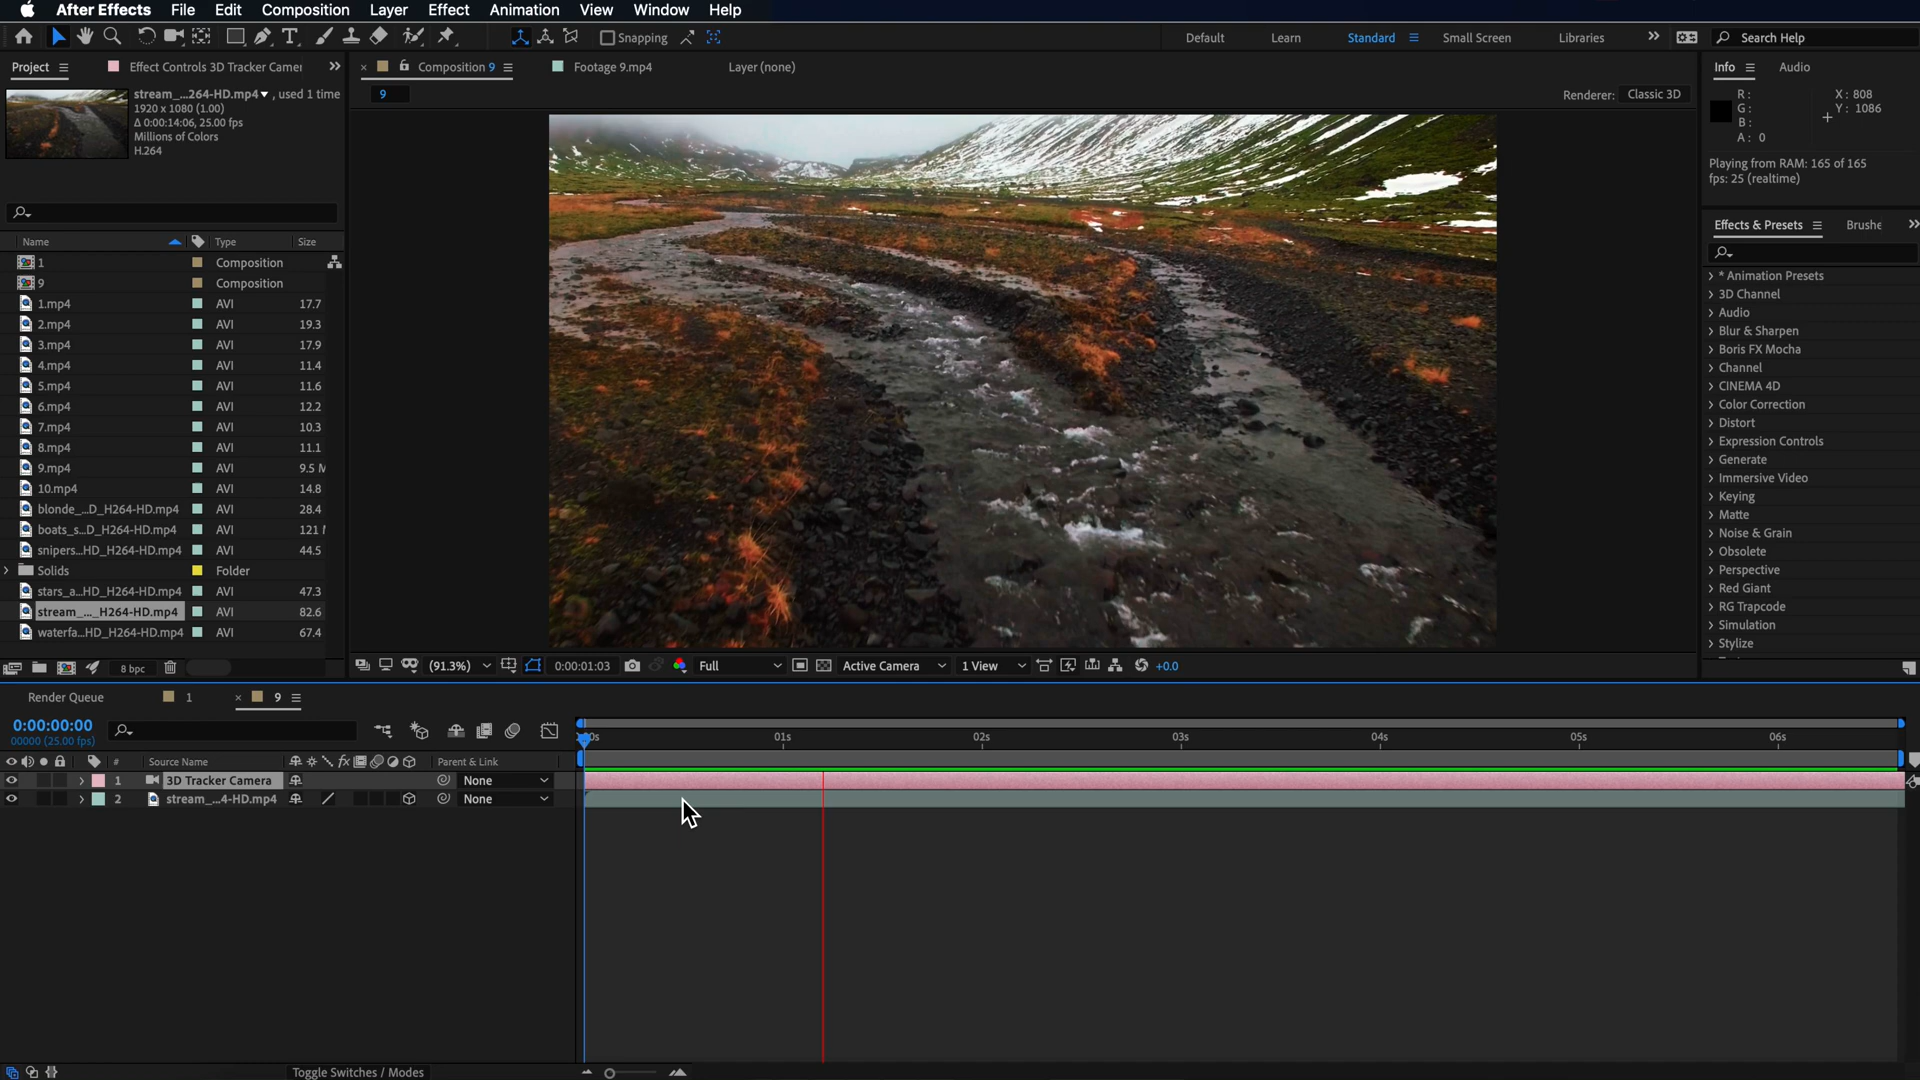 After Effects File Edit Composition Layer Effect Animation View Window Help
Snapping Default Learn Standard Small Screen Libraries Search Help
Project Effect Controls 3D Tracker Camer
Composition 9 Footage 9.mp4 Layer (none)
Info Audio
stream_...264-HD.mp4 , used 1 time
1920 x 1080 (1.00)
Δ 0:00:14:06, 25.00 fps
Millions of Colors
H.264
9
Renderer: Classic 3D
R :
G :
B :
A : 0
X : 808
Y : 1086
Playing from RAM: 165 of 165
fps: 25 (realtime)
Name Type Size
1 Composition
9 Composition
1.mp4 AVI 17.7
2.mp4 AVI 19.3
3.mp4 AVI 17.9
4.mp4 AVI 11.4
5.mp4 AVI 11.6
6.mp4 AVI 12.2
7.mp4 AVI 10.3
8.mp4 AVI 11.1
9.mp4 AVI 9.5 M
10.mp4 AVI 14.8
blonde_...D_H264-HD.mp4 AVI 28.4
boats_s...D_H264-HD.mp4 AVI 121
snipers...HD_H264-HD.mp4 AVI 44.5
Solids Folder
stars_a...HD_H264-HD.mp4 AVI 47.3
stream_..._H264-HD.mp4 AVI 82.6
waterfa...HD_H264-HD.mp4 AVI 67.4
8 bpc
Effects & Presets Brushe
* Animation Presets
3D Channel
Audio
Blur & Sharpen
Boris FX Mocha
Channel
CINEMA 4D
Color Correction
Distort
Expression Controls
Generate
Immersive Video
Keying
Matte
Noise & Grain
Obsolete
Perspective
Red Giant
RG Trapcode
Simulation
Stylize
(91.3%) 0:00:01:03 Full Active Camera 1 View +0.0
Render Queue 1 9
0:00:00:00
00000 (25.00 fps)
00s 01s 02s 03s 04s 05s 06s
# Source Name fx Parent & Link
1 3D Tracker Camera None
2 stream_...4-HD.mp4 None
Toggle Switches / Modes